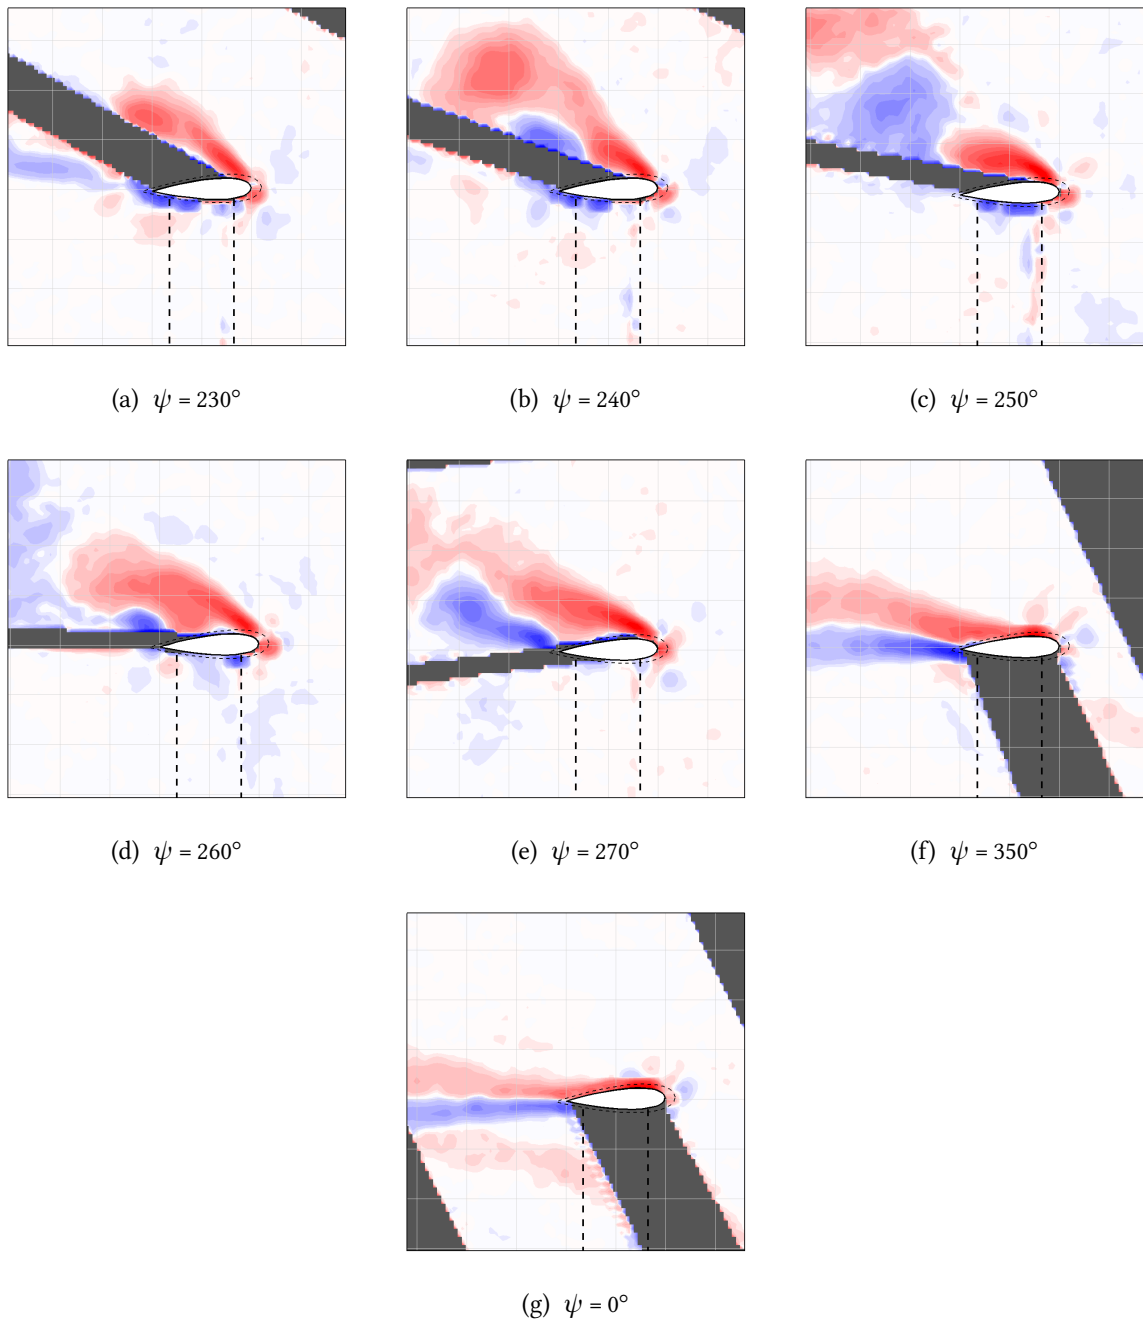 (a) ψ = 230°
(b) ψ = 240°
(c) ψ = 250°
(d) ψ = 260°
(e) ψ = 270°
(f) ψ = 350°
(g) ψ = 0°